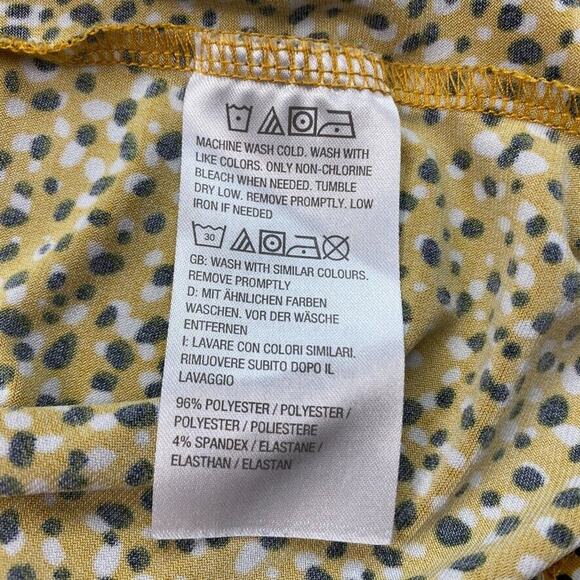 MACHINE WASH COLD. WASH WITH
LIKE COLORS. ONLY NON-CHLORINE
BLEACH WHEN NEEDED. TUMBLE
DRY LOW. REMOVE PROMPTLY. LOW
IRON IF NEEDED
30
GB: WASH WITH SIMILAR COLOURS.
REMOVE PROMPTLY
D: MIT ÄHNLICHEN FARBEN
WASCHEN. VOR DER WÄSCHE
ENTFERNEN
I: LAVARE CON COLORI SIMILARI.
RIMUOVERE SUBITO DOPO IL
LAVAGGIO
96% POLYESTER / POLYESTER /
POLYESTER / POLIESTERE
4% SPANDEX / ELASTANE /
ELASTHAN / ELASTAN